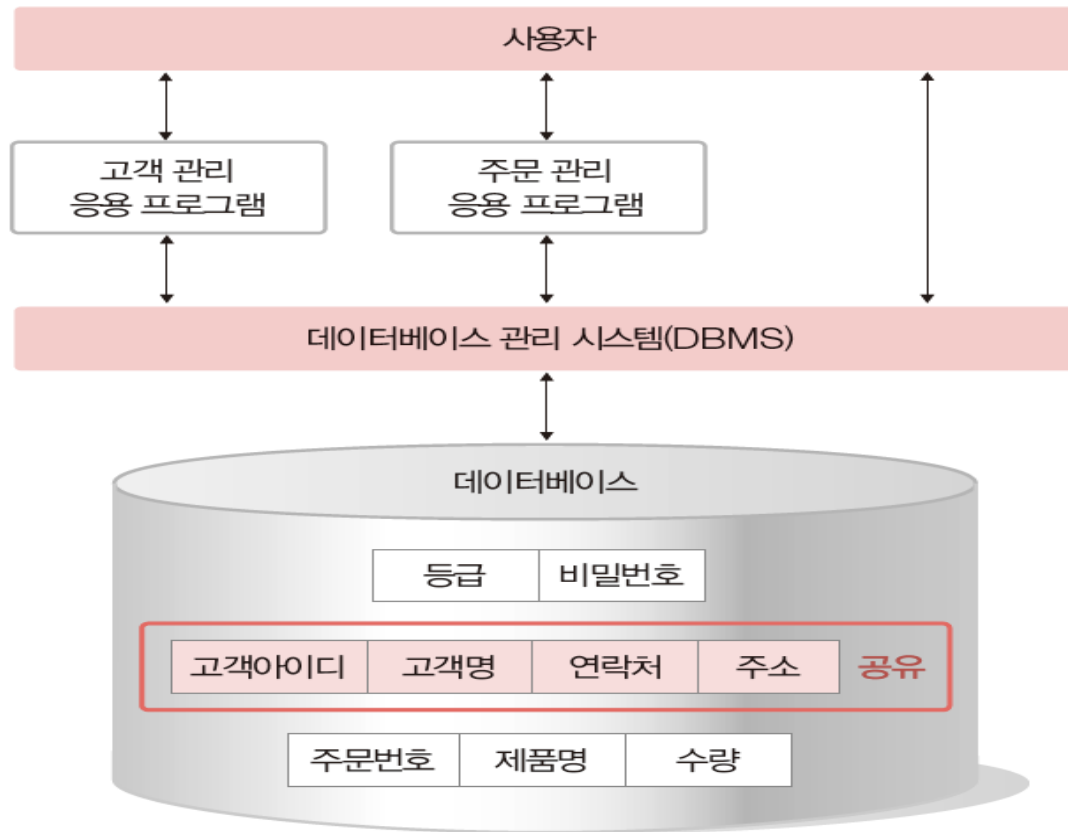 사용자
고객 관리
응용 프로그램
주문 관리
응용 프로그램
데이터베이스 관리 시스템(DBMS)
데이터베이스
등급 비밀번호
고객아이디 고객명 연락처 주소 공유
주문번호 제품명 수량